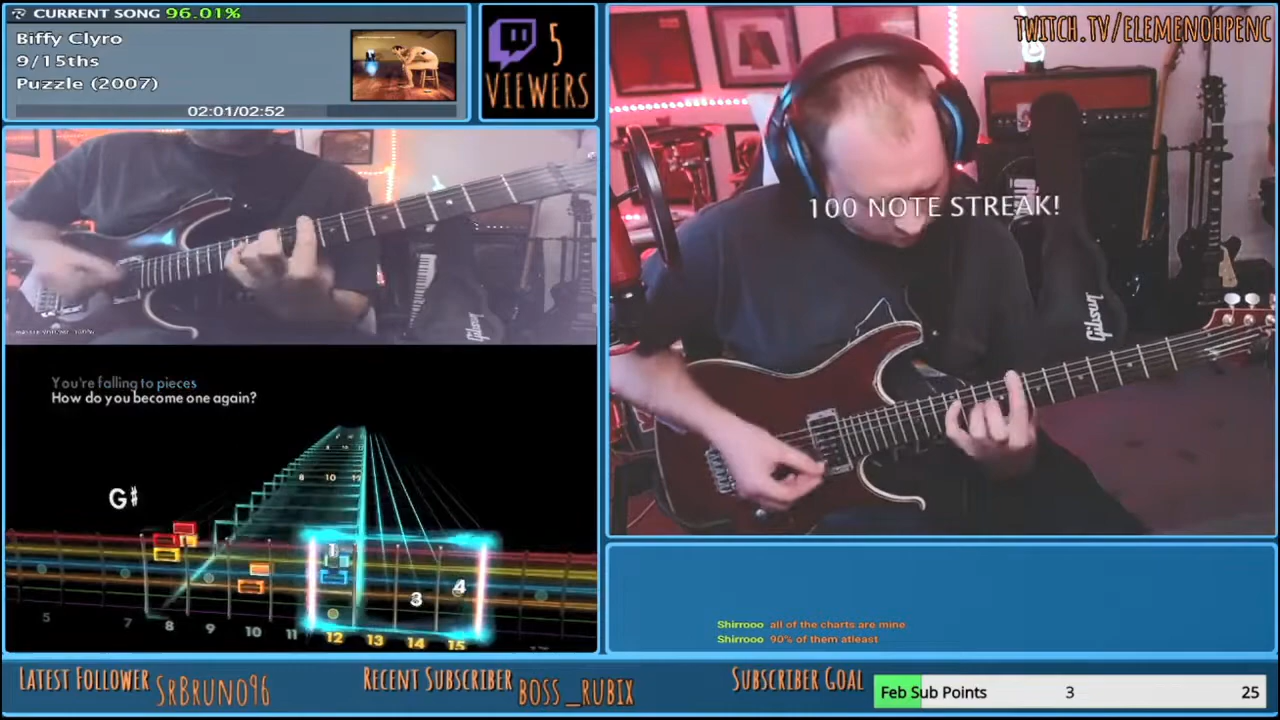 CURRENT SONG 96.01%
Biffy Clyro
9/15ths
Puzzle (2007)
02:01/02:52
5
VIEWERS
TWITCH.TV/ELEMENOHPENC
100 NOTE STREAK!
Gibson
Gibson
You're falling to pieces
How do you become one again?
G#
8 10 12
1
3
4
5 7 8 9 10 11 12 13 14 15
Shirrooo all of the charts are mine
Shirrooo 90% of them atleast
LATEST FOLLOWER SRBRUNO96
RECENT SUBSCRIBER BOSS_RUBIX
SUBSCRIBER GOAL
Feb Sub Points 3 25